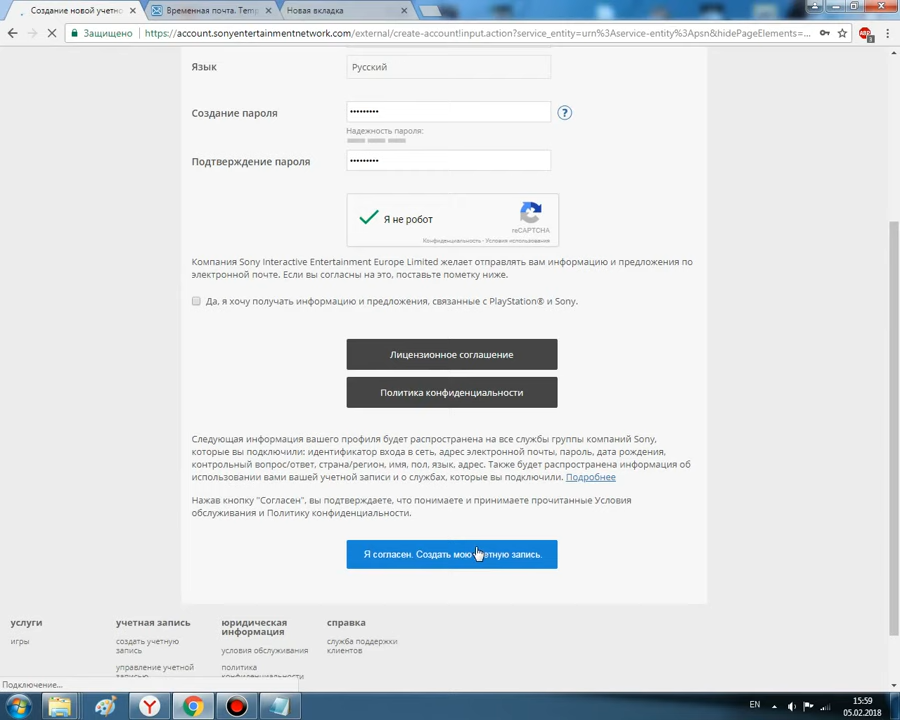 Создание новой учетно
Временная почта. Temp
Новая вкладка
Защищено
https://account.sonyentertainmentnetwork.com/external/create-account!input.action?service_entity=urn%3Aservice-entity%3Apsn&hidePageElements=...
Язык
Русский
Создание пароля
•••••••••
?
Надежность пароля:
Подтверждение пароля
•••••••••
Я не робот
reCAPTCHA
Конфиденциальность - Условия использования
Компания Sony Interactive Entertainment Europe Limited желает отправлять вам информацию и предложения по
электронной почте. Если вы согласны на это, поставьте пометку ниже.
Да, я хочу получать информацию и предложения, связанные с PlayStation® и Sony.
Лицензионное соглашение
Политика конфиденциальности
Следующая информация вашего профиля будет распространена на все службы группы компаний Sony,
которые вы подключили: идентификатор входа в сеть, адрес электронной почты, пароль, дата рождения,
контрольный вопрос/ответ, страна/регион, имя, пол, язык, адрес. Также будет распространена информация об
использовании вами вашей учетной записи и о службах, которые вы подключили. Подробнее
Нажав кнопку "Согласен", вы подтверждаете, что понимаете и принимаете прочитанные Условия
обслуживания и Политику конфиденциальности.
Я согласен. Создать мою учетную запись.
услуги
игры
учетная запись
создать учетную
запись
управление учетной
записью
юридическая
информация
условия обслуживания
политика
конфиденциальности
справка
служба поддержки
клиентов
Подключение...
EN
15:59
05.02.2018